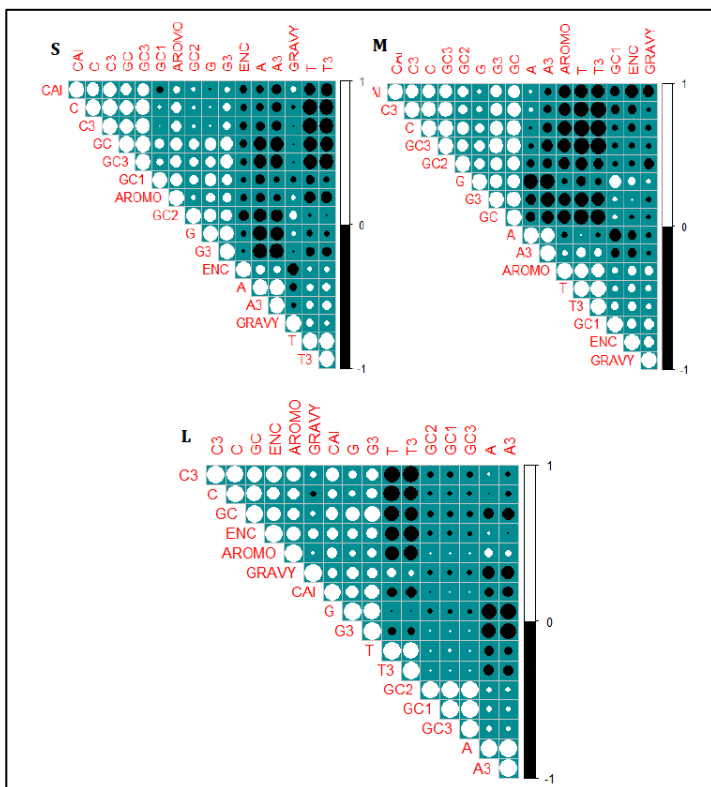 S
CAI C C3 GC GC3 GC1 AROMO GC2 G G3 ENC A A3 GRAVY T T3
CAI
C
C3
GC
GC3
GC1
AROMO
GC2
G
G3
ENC
A
A3
GRAVY
T
T3
1
0
-1
M
CAI C3 C GC3 GC2 G G3 GC A A3 AROMO T T3 GC1 ENC GRAVY
AI
C3
C
GC3
GC2
G
G3
GC
A
A3
AROMO
T
T3
GC1
ENC
GRAVY
1
0
-1
L
C3 C GC ENC AROMO GRAVY CAI G G3 T T3 GC2 GC1 GC3 A A3
C3
C
GC
ENC
AROMO
GRAVY
CAI
G
G3
T
T3
GC2
GC1
GC3
A
A3
1
0
-1